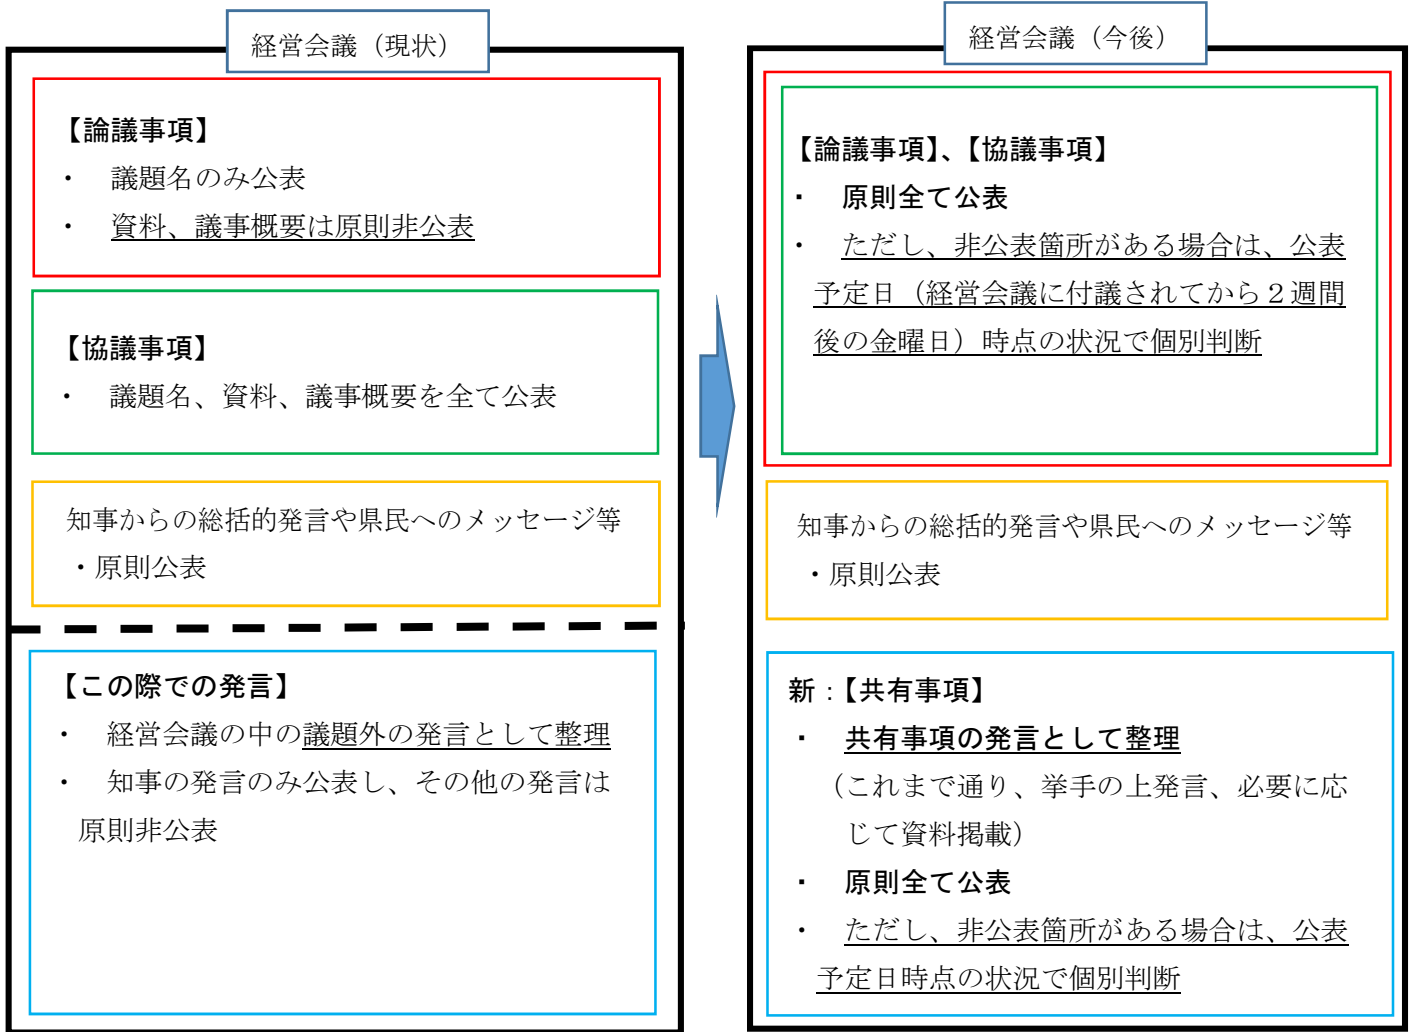 経営会議（現状）
【論議事項】
・　議題名のみ公表
・　資料、議事概要は原則非公表
【協議事項】
・　議題名、資料、議事概要を全て公表
知事からの総括的発言や県民へのメッセージ等
・原則公表
【この際での発言】
・　経営会議の中の議題外の発言として整理
・　知事の発言のみ公表し、その他の発言は
原則非公表
経営会議（今後）
【論議事項】、【協議事項】
・　原則全て公表
・　ただし、非公表箇所がある場合は、公表
予定日（経営会議に付議されてから２週間
後の金曜日）時点の状況で個別判断
知事からの総括的発言や県民へのメッセージ等
・原則公表
新：【共有事項】
・　共有事項の発言として整理
（これまで通り、挙手の上発言、必要に応
じて資料掲載）
・　原則全て公表
・　ただし、非公表箇所がある場合は、公表
予定日時点の状況で個別判断